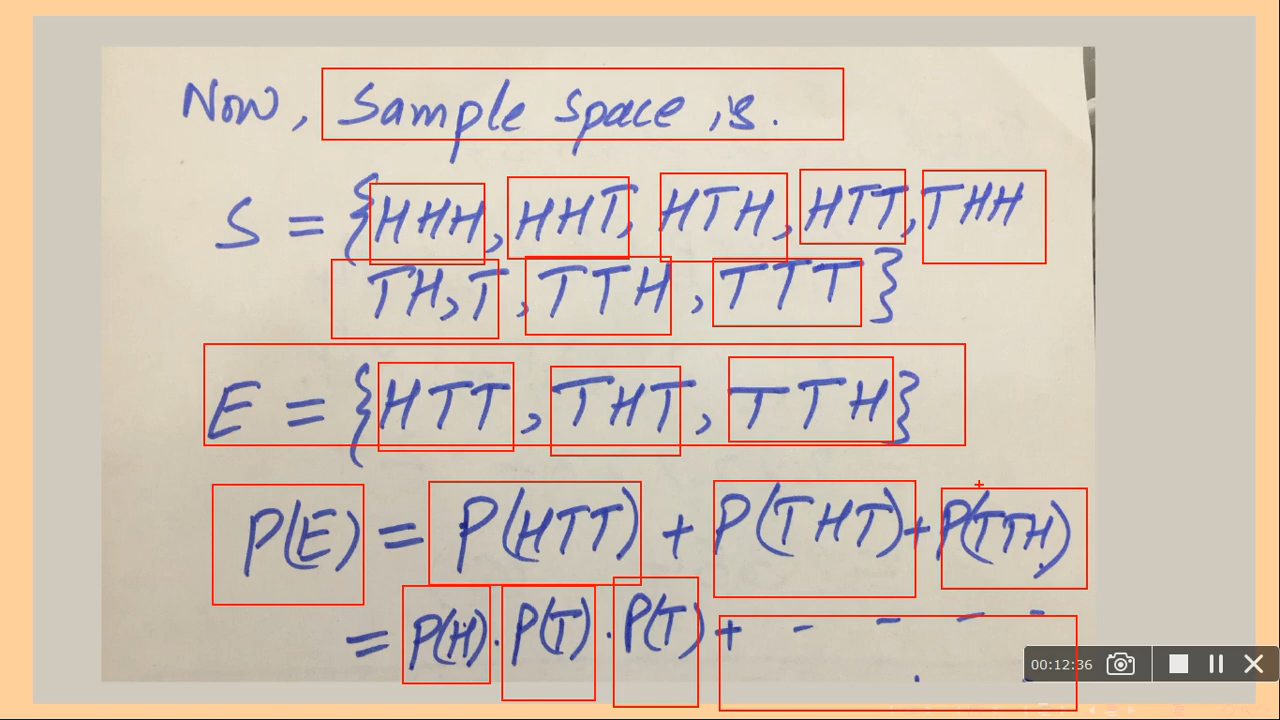 Now, Sample space is.
S = {HHH, HHT, HTH, HTT, THH
TH,T, TTH, TTT}
E = {HTT, THT, TTH}
P(E) = P(HTT) + P(THT) + P(TTH)
= P(H) . P(T) . P(T) + - - - -
00:12:36